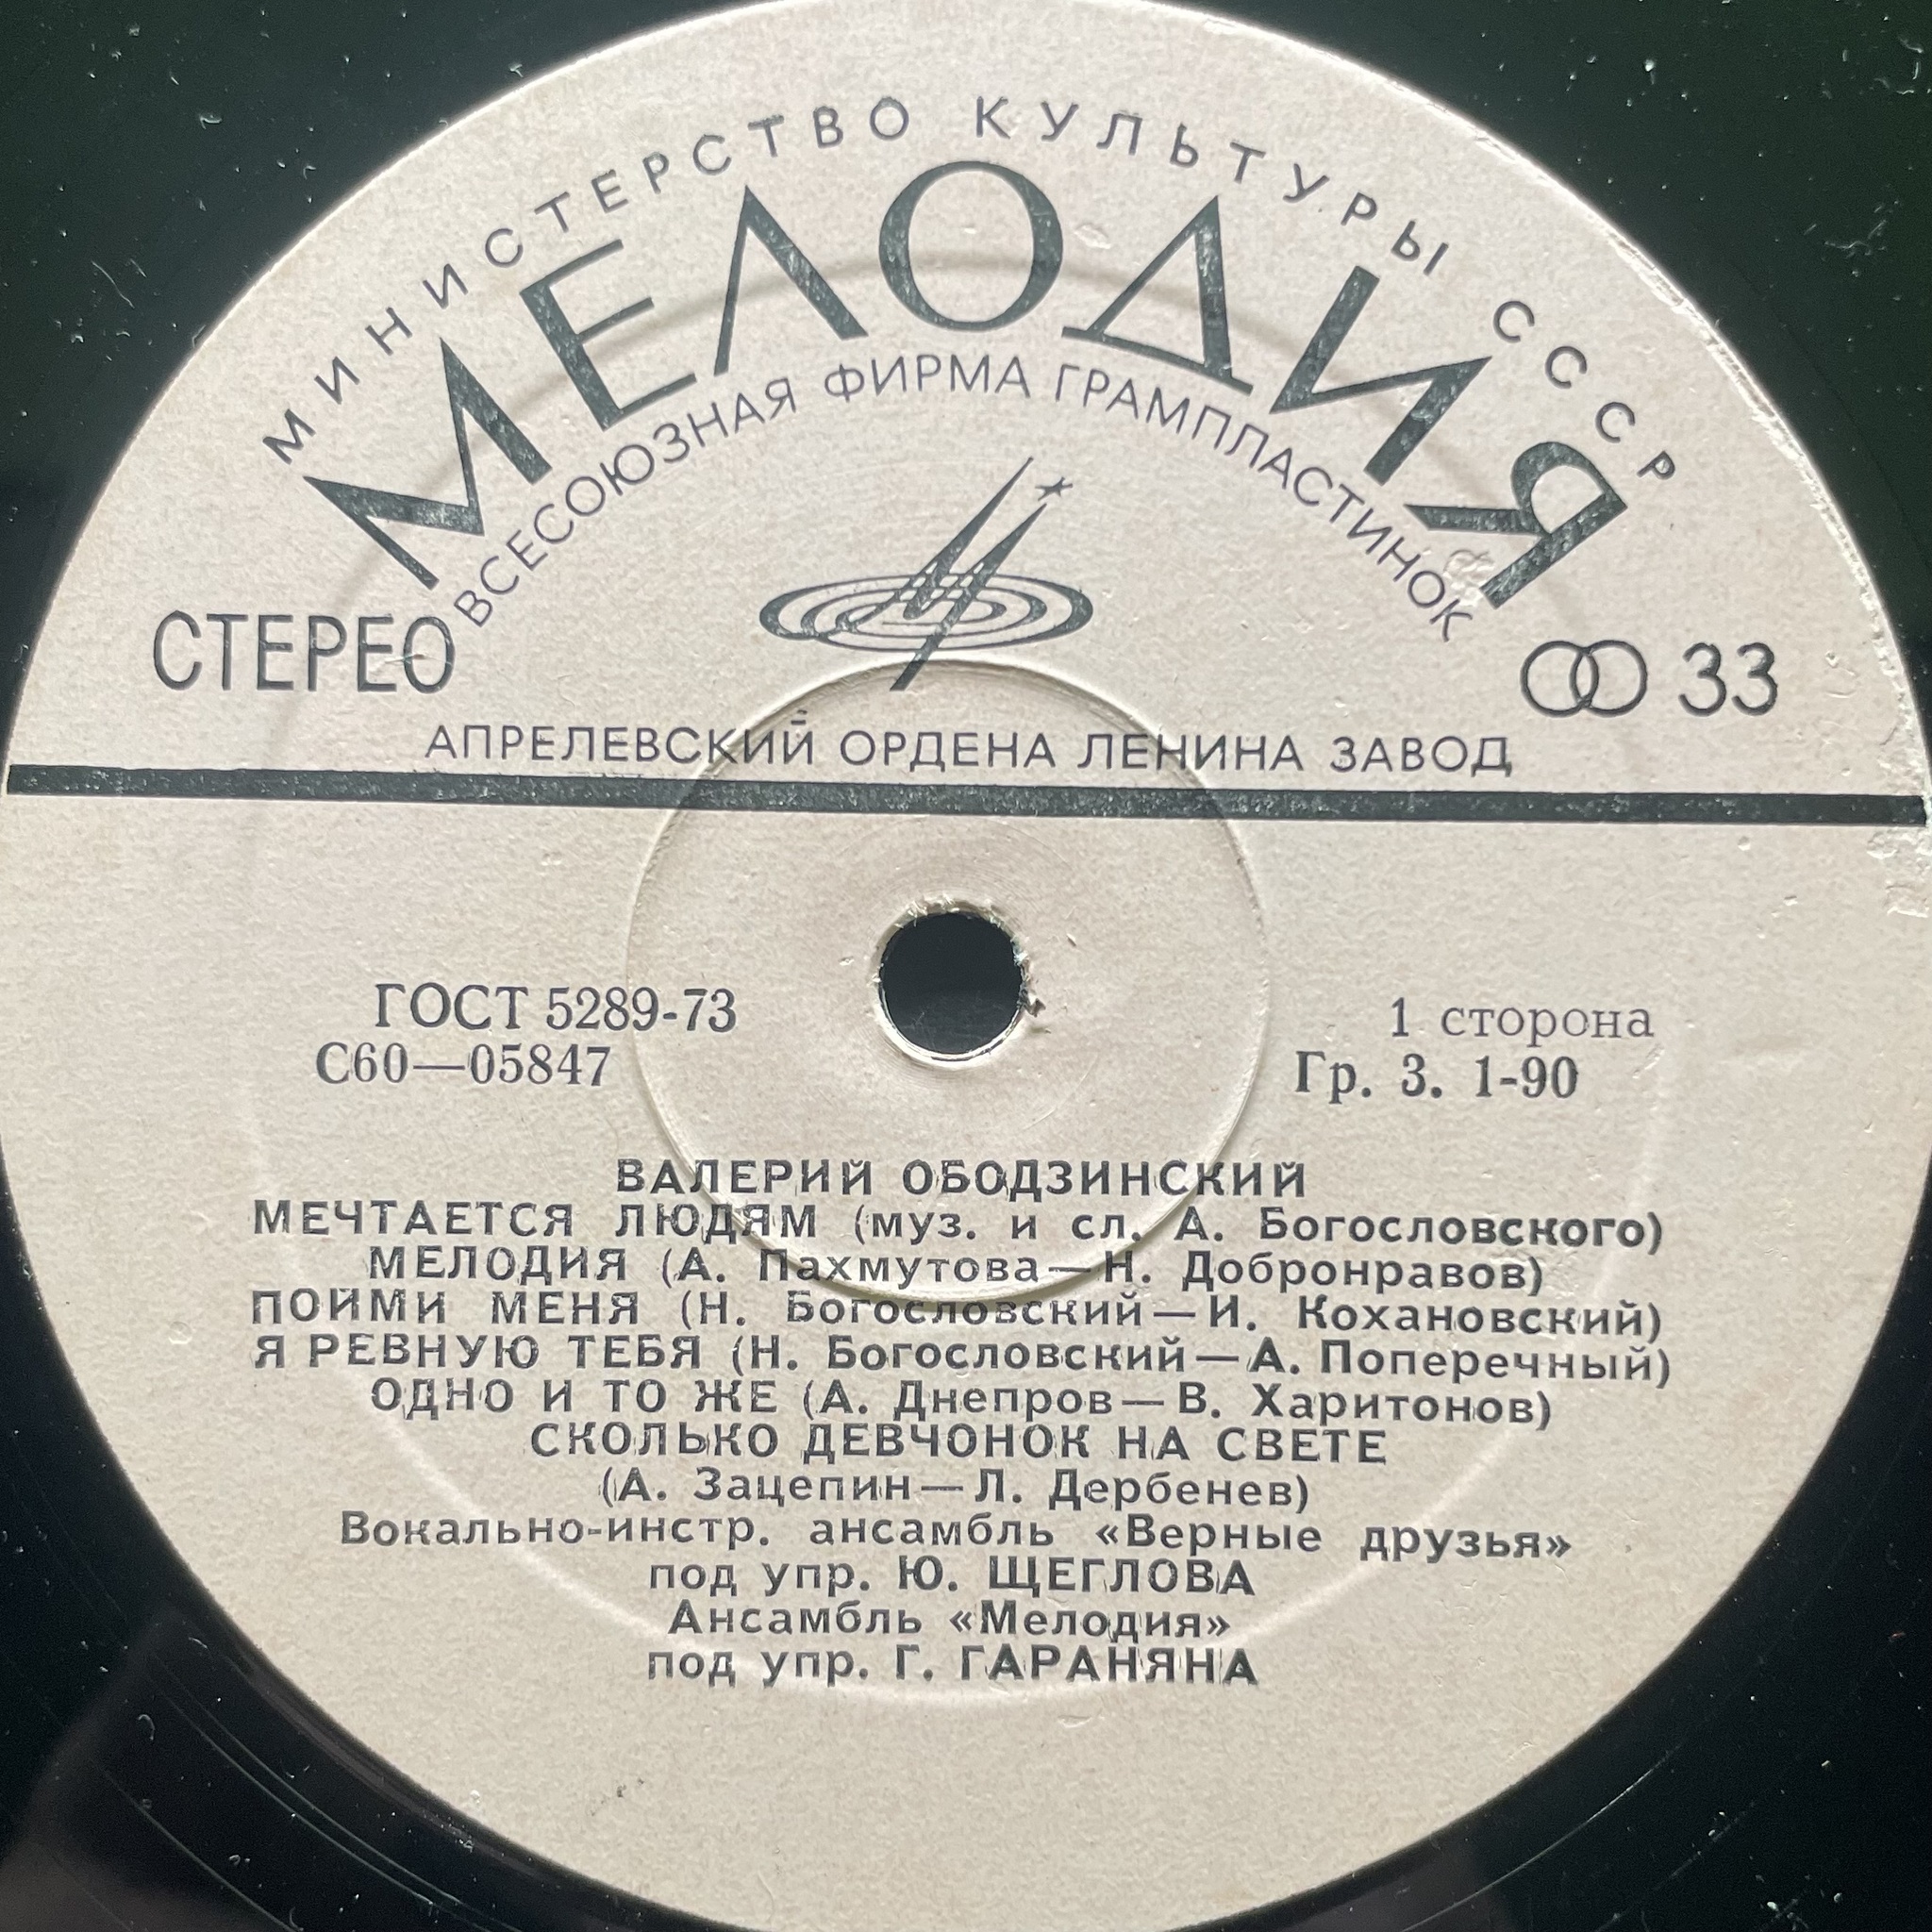 МИНИСТЕРСТВО КУЛЬТУРЫ СССР
МЕЛОДИЯ
ВСЕСОЮЗНАЯ ФИРМА ГРАМПЛАСТИНОК
СТЕРЕО
33
АПРЕЛЕВСКИЙ ОРДЕНА ЛЕНИНА ЗАВОД
ГОСТ 5289-73
С60—05847
1 сторона
Гр. 3. 1-90
ВАЛЕРИЙ ОБОДЗИНСКИЙ
МЕЧТАЕТСЯ ЛЮДЯМ (муз. и сл. А. Богословского)
МЕЛОДИЯ (А. Пахмутова—Н. Добронравов)
ПОЙМИ МЕНЯ (Н. Богословский—И. Кохановский)
Я РЕВНУЮ ТЕБЯ (Н. Богословский—А. Поперечный)
ОДНО И ТО ЖЕ (А. Днепров—В. Харитонов)
СКОЛЬКО ДЕВЧОНОК НА СВЕТЕ
(А. Зацепин—Л. Дербенев)
Вокально-инстр. ансамбль «Верные друзья»
под упр. Ю. ЩЕГЛОВА
Ансамбль «Мелодия»
под упр. Г. ГАРАНЯНА